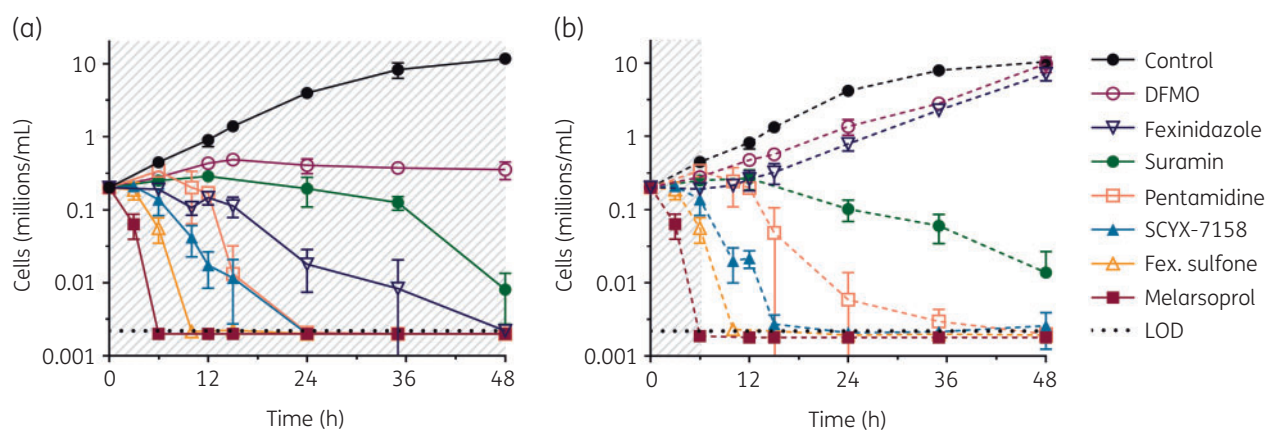 (a)
Cells (millions/mL)
10
1
0.1
0.01
0.001
0
12
24
36
48
Time (h)
(b)
Cells (millions/mL)
10
1
0.1
0.01
0.001
0
12
24
36
48
Time (h)
Control
DFMO
Fexinidazole
Suramin
Pentamidine
SCYX-7158
Fex. sulfone
Melarsoprol
LOD